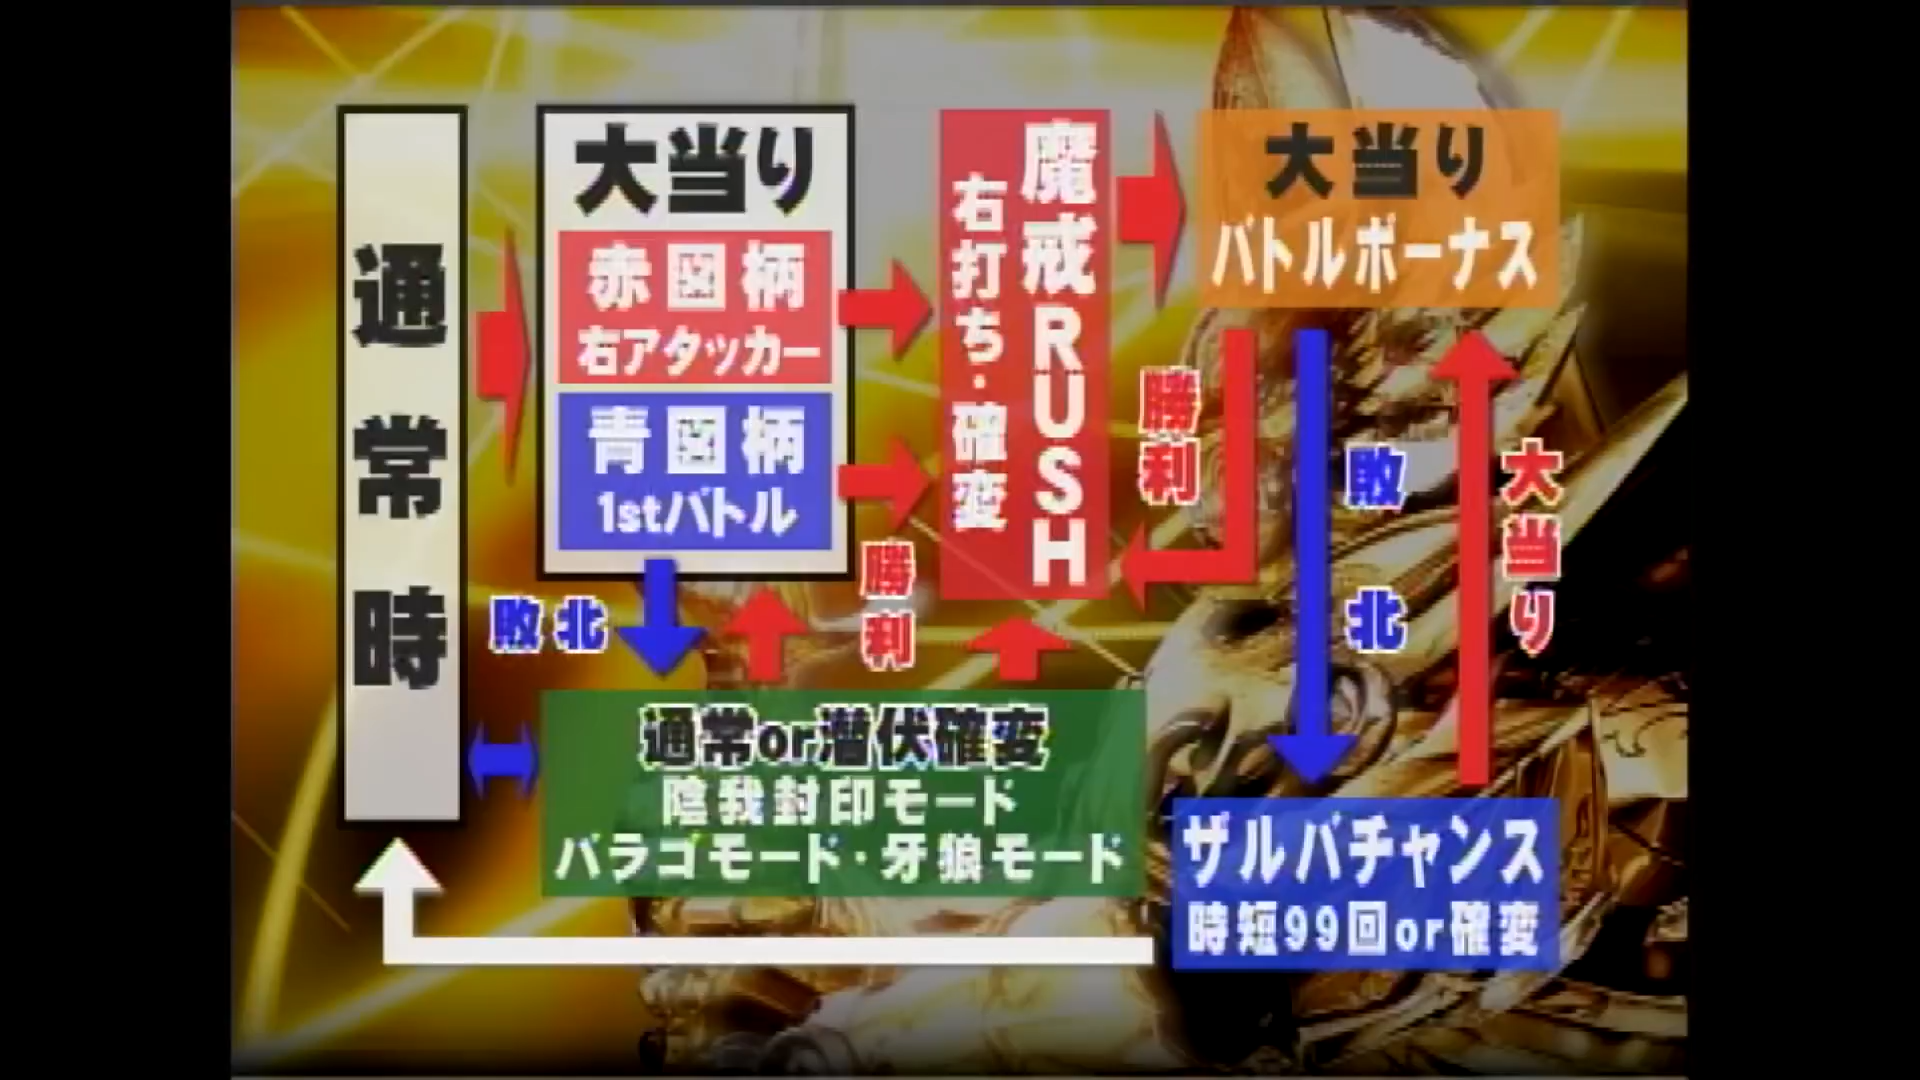 通常時
大当り
赤図柄
右アタッカー
青図柄
1stバトル
敗北
勝利
魔戒RUSH
右打ち・確変
大当り
バトルボーナス
勝利
敗北
大当り
通常or潜伏確変
陰我封印モード
バラゴモード・牙狼モード
ザルバチャンス
時短99回or確変